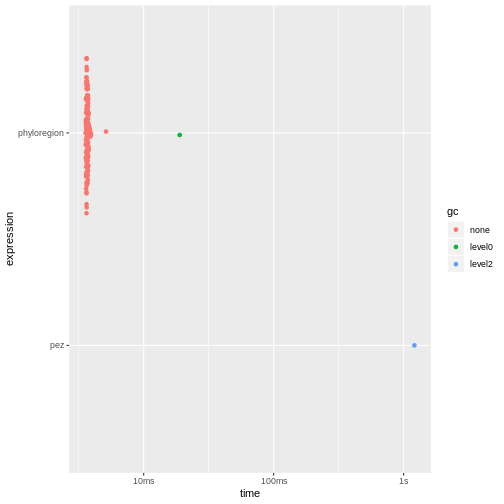 expression
phyloregion
pez
10ms
100ms
1s
time
gc
none
level0
level2